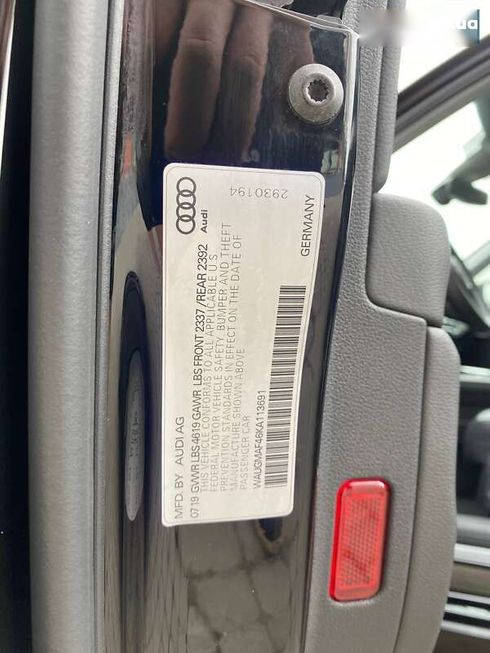 2930194
Audi
MFD. BY AUDI AG
07 19 GVWR LBS 4619 GAWR LBS FRONT 2337 /REAR 2392
THIS VEHICLE CONFORMS TO ALL APPLICABLE U.S.
FEDERAL MOTOR VEHICLE SAFETY, BUMPER AND THEFT
PREVENTION STANDARDS IN EFFECT ON THE DATE OF
MANUFACTURE SHOWN ABOVE
PASSENGER CAR
WAUGMAF46KA113691
GERMANY